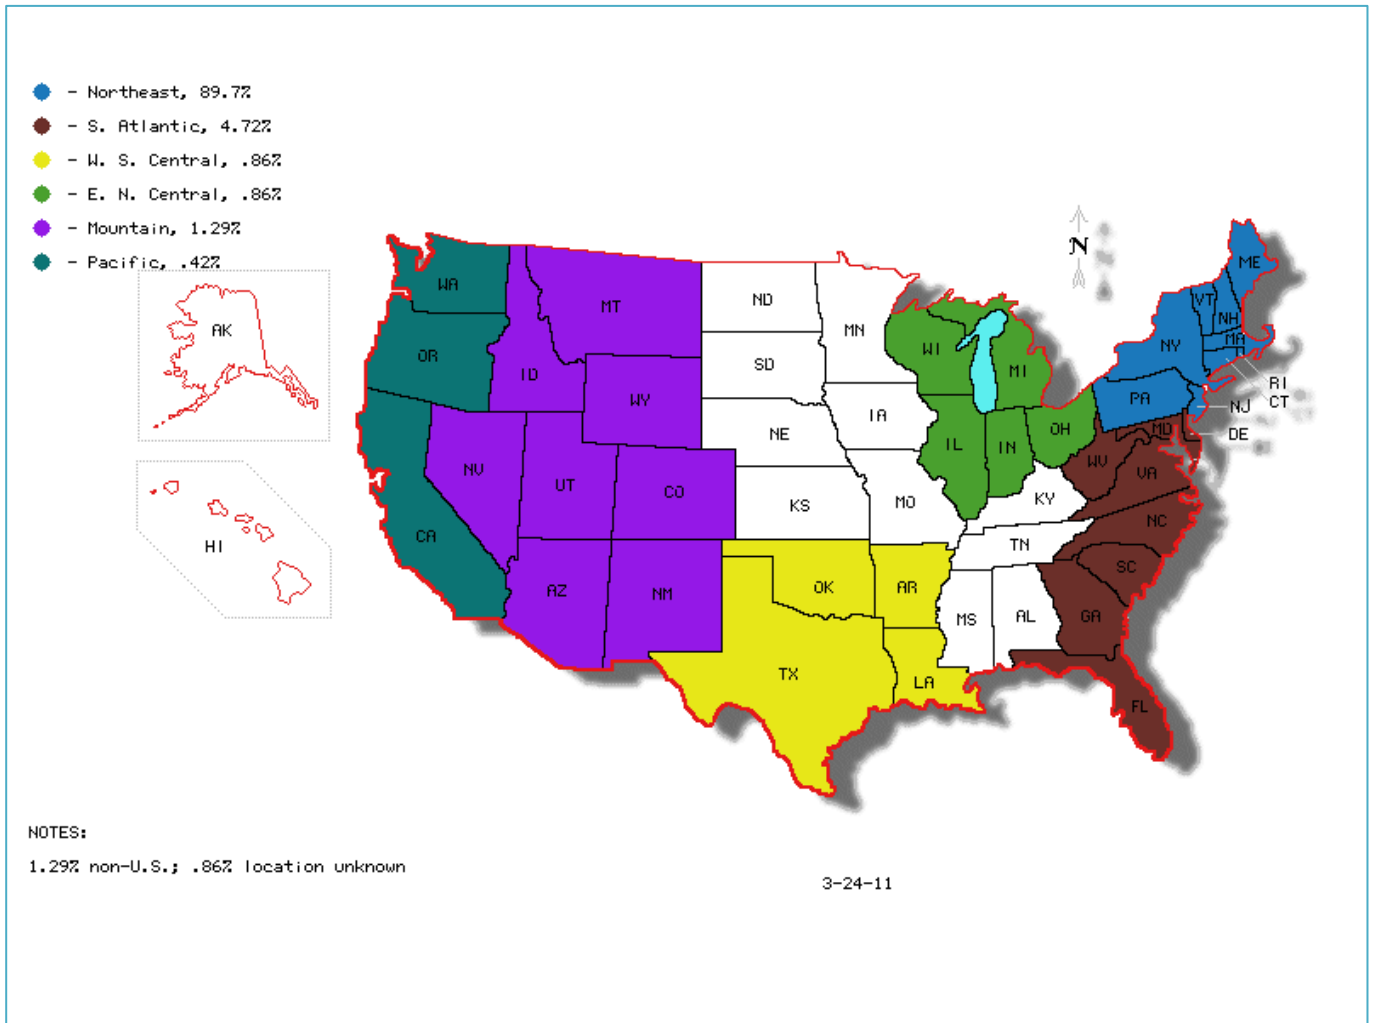 - Northeast, 89.7%
- S. Atlantic, 4.72%
- W. S. Central, .86%
- E. N. Central, .86%
- Mountain, 1.29%
- Pacific, .42%
N
ME
WA
VT
NH
MT
ND
MN
MA
NY
OR
WI
SD
MI
ID
RI
CT
AK
WY
PA
NJ
IA
NE
OH
MD
DE
IL
IN
WV
NV
UT
CO
KS
MO
KY
VA
NC
CA
HI
TN
SC
AZ
NM
OK
AR
MS
AL
GA
TX
LA
FL
NOTES:
1.29% non-U.S.; .86% location unknown
3-24-11